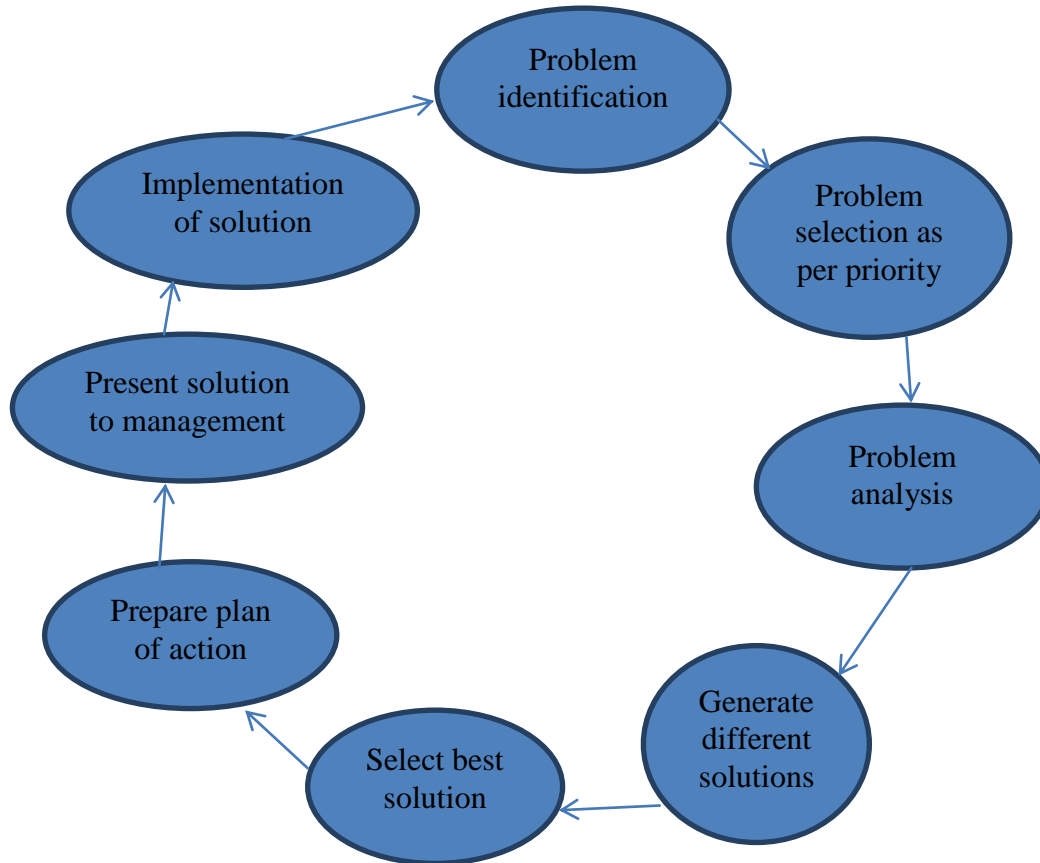 Problem
identification
Problem
selection as
per priority
Problem
analysis
Generate
different
solutions
Select best
solution
Prepare plan
of action
Present solution
to management
Implementation
of solution